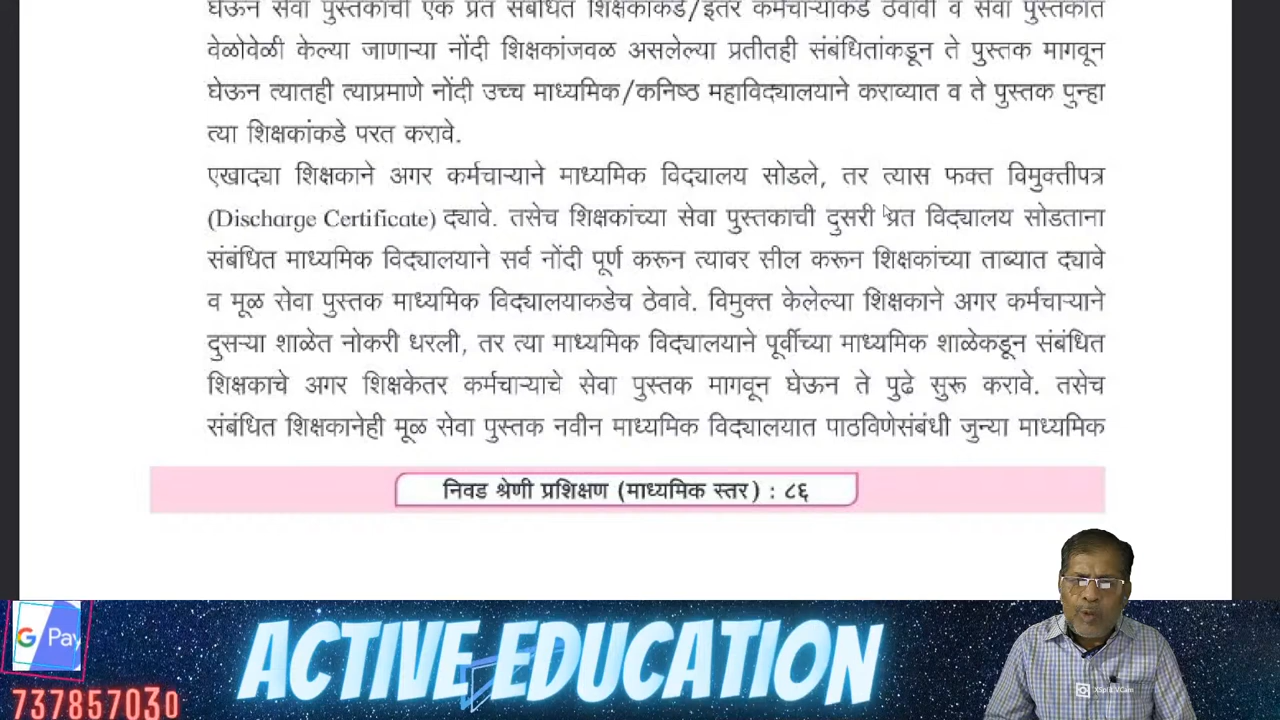 घेऊन सेवा पुस्तकाची एक प्रत संबंधित शिक्षकाकडे/इतर कर्मचाऱ्याकडे ठेवावी व सेवा पुस्तकात
वेळोवेळी केल्या जाणाऱ्या नोंदी शिक्षकांजवळ असलेल्या प्रतीतही संबंधितांकडून ते पुस्तक मागवून
घेऊन त्यातही त्याप्रमाणे नोंदी उच्च माध्यमिक/कनिष्ठ महाविद्यालयाने कराव्यात व ते पुस्तक पुन्हा
त्या शिक्षकांकडे परत करावे.
एखाद्या शिक्षकाने अगर कर्मचाऱ्याने माध्यमिक विद्यालय सोडले, तर त्यास फक्त विमुक्तीपत्र
(Discharge Certificate) द्यावे. तसेच शिक्षकांच्या सेवा पुस्तकाची दुसरी प्रत विद्यालय सोडताना
संबंधित माध्यमिक विद्यालयाने सर्व नोंदी पूर्ण करून त्यावर सील करून शिक्षकांच्या ताब्यात द्यावे
व मूळ सेवा पुस्तक माध्यमिक विद्यालयाकडेच ठेवावे. विमुक्त केलेल्या शिक्षकाने अगर कर्मचाऱ्याने
दुसऱ्या शाळेत नोकरी धरली, तर त्या माध्यमिक विद्यालयाने पूर्वीच्या माध्यमिक शाळेकडून संबंधित
शिक्षकाचे अगर शिक्षकेतर कर्मचाऱ्याचे सेवा पुस्तक मागवून घेऊन ते पुढे सुरू करावे. तसेच
संबंधित शिक्षकानेही मूळ सेवा पुस्तक नवीन माध्यमिक विद्यालयात पाठविणेसंबंधी जुन्या माध्यमिक
निवड श्रेणी प्रशिक्षण (माध्यमिक स्तर) : ८६
G Pay
ACTIVE EDUCATION
737857030
XSplit VCam